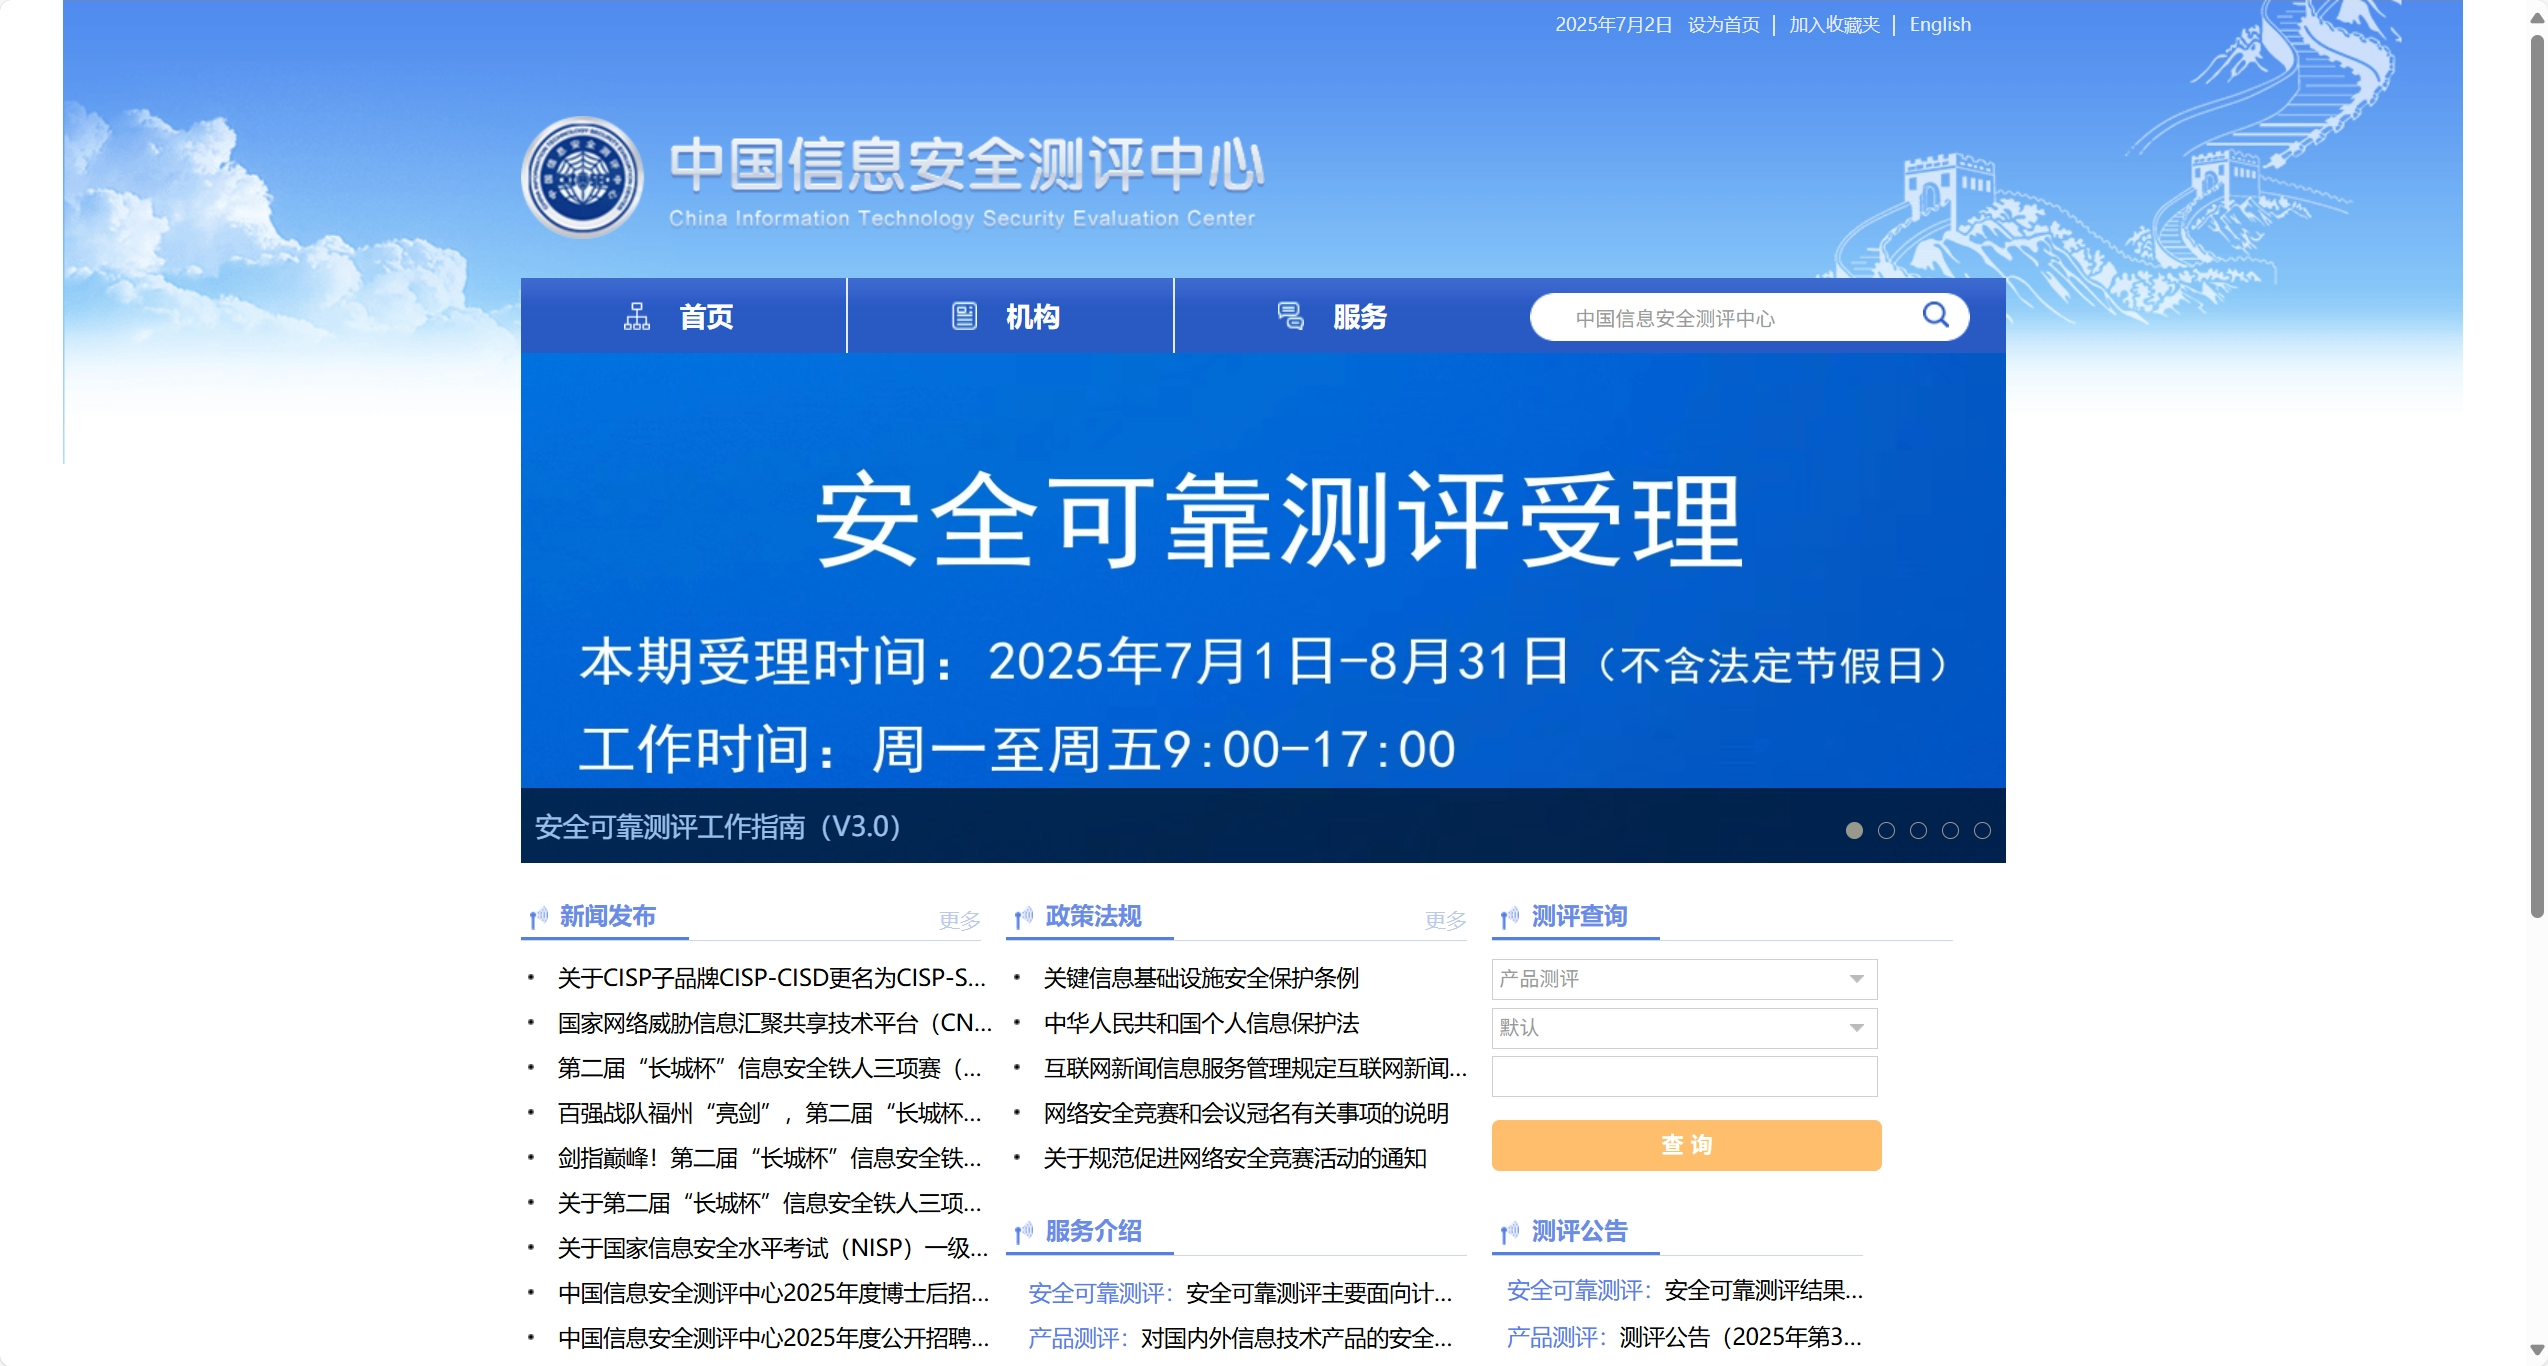 2025年7月2日 设为首页 | 加入收藏夹 | English
中国信息安全测评中心
China Information Technology Security Evaluation Center
首页
机构
服务
中国信息安全测评中心
安全可靠测评受理
本期受理时间：2025年7月1日-8月31日（不含法定节假日）
工作时间：周一至周五9:00-17:00
安全可靠测评工作指南（V3.0）
新闻发布
更多
关于CISP子品牌CISP-CISD更名为CISP-S...
国家网络威胁信息汇聚共享技术平台（CN...
第二届“长城杯”信息安全铁人三项赛（...
百强战队福州“亮剑”，第二届“长城杯...
剑指巅峰！第二届“长城杯”信息安全铁...
关于第二届“长城杯”信息安全铁人三项...
关于国家信息安全水平考试（NISP）一级...
中国信息安全测评中心2025年度博士后招...
中国信息安全测评中心2025年度公开招聘...
政策法规
更多
关键信息基础设施安全保护条例
中华人民共和国个人信息保护法
互联网新闻信息服务管理规定互联网新闻...
网络安全竞赛和会议冠名有关事项的说明
关于规范促进网络安全竞赛活动的通知
服务介绍
安全可靠测评：安全可靠测评主要面向计...
产品测评：对国内外信息技术产品的安全...
测评查询
产品测评
默认
查 询
测评公告
安全可靠测评：安全可靠测评结果...
产品测评：测评公告（2025年第3...